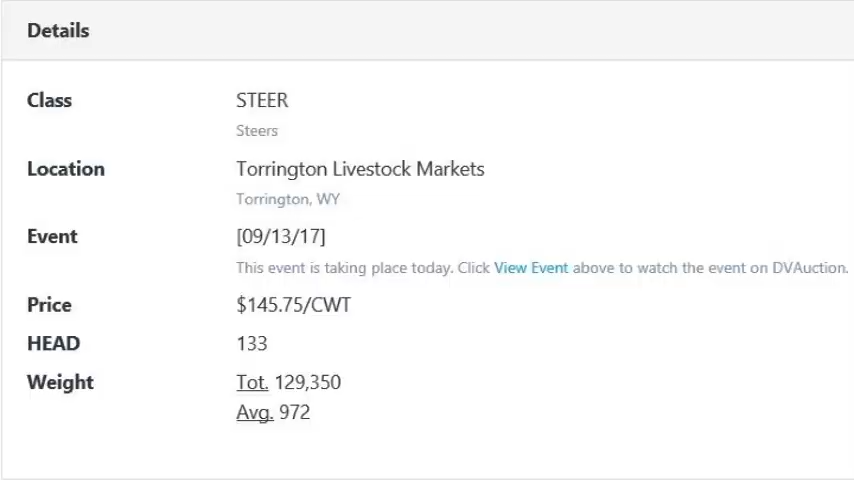 Details
Class STEER
Steers
Location Torrington Livestock Markets
Torrington, WY
Event [09/13/17]
This event is taking place today. Click View Event above to watch the event on DVAuction.
Price $145.75/CWT
HEAD 133
Weight Tot. 129,350
Avg. 972